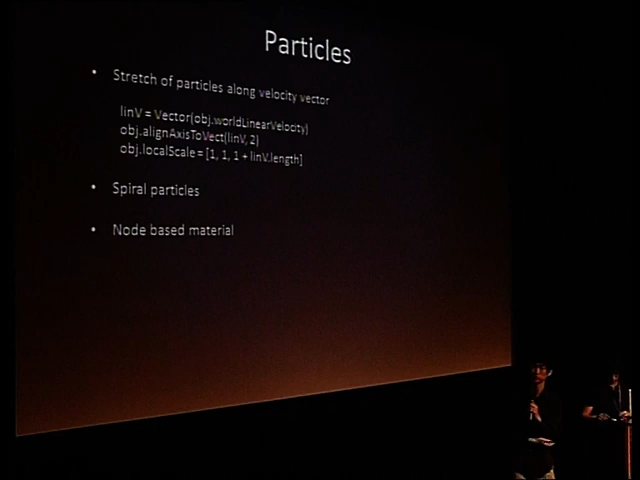 Particles
• Stretch of particles along velocity vector
linV = Vector(obj.worldLinearVelocity)
obj.alignAxisToVect(linV, 2)
obj.localScale = [1, 1, 1 + linV.length]
• Spiral particles
• Node based material